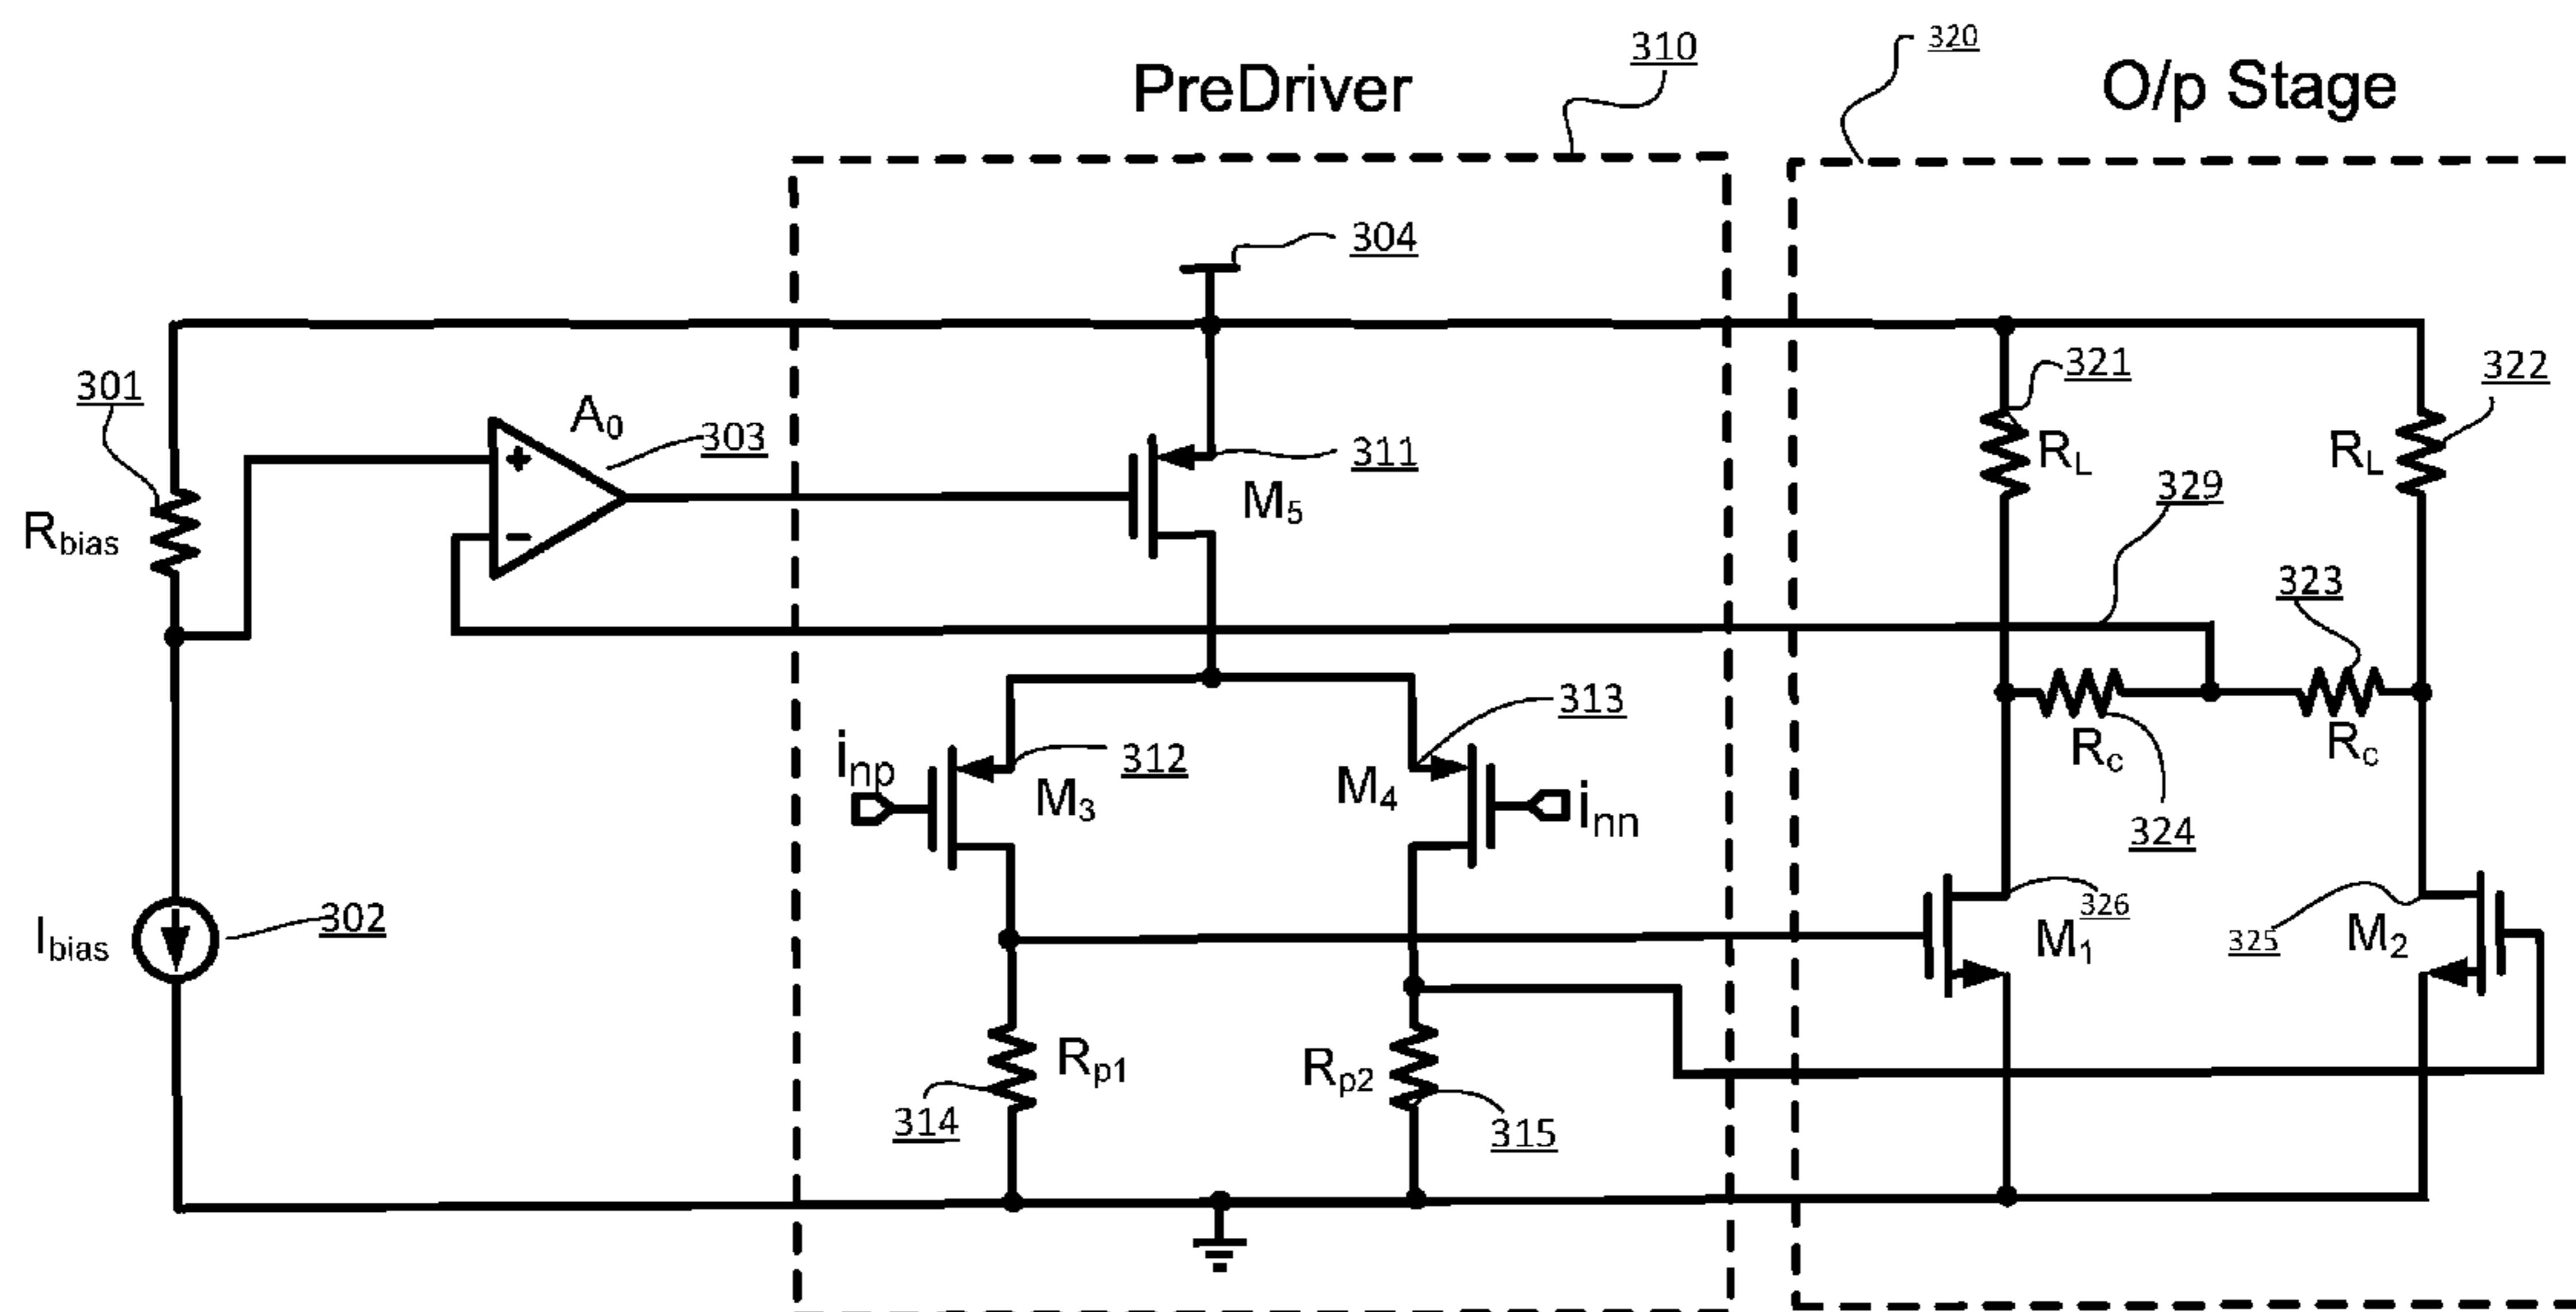 310
320
PreDriver
O/p Stage
304
321
322
301
A0
303
311
RL
RL
329
Rbias
M5
323
313
inp
312
M3
M4
inn
Rc
Rc
324
Ibias
302
326
M1
325
M2
Rp1
Rp2
314
315
+
−